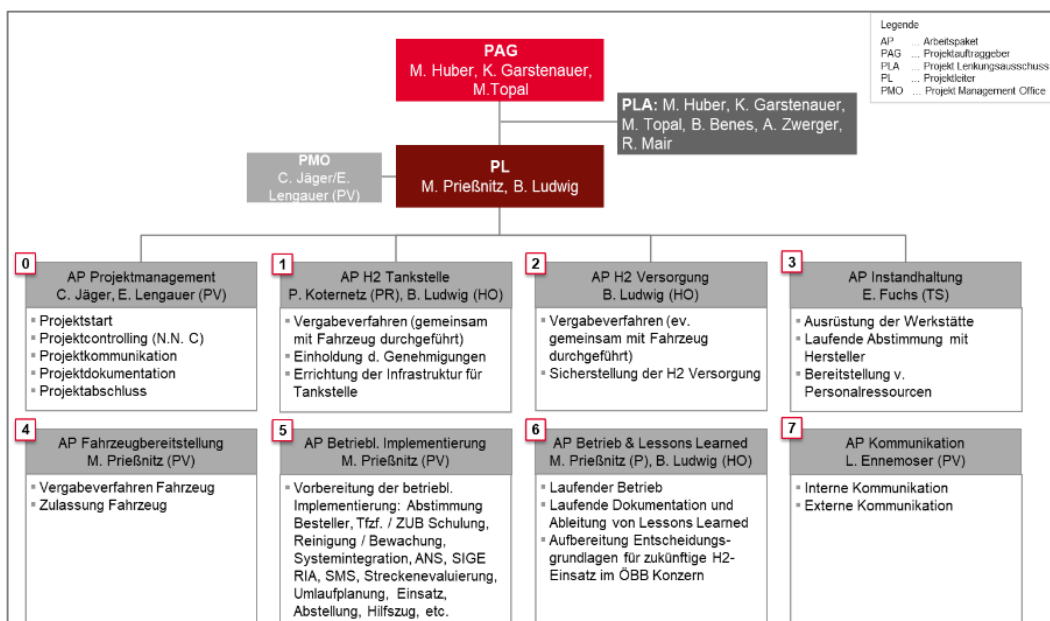 PAG
M. Huber, K. Garstenauer,
M.Topal
Legende
AP ... Arbeitspaket
PAG ... Projektauftraggeber
PLA ... Projekt Lenkungsausschuss
PL ... Projektleiter
PMO ... Projekt Management Office
PLA: M. Huber, K. Garstenauer,
M. Topal, B. Benes, A. Zwerger,
R. Mair
PMO
C. Jäger/E.
Lengauer (PV)
PL
M. Prießnitz, B. Ludwig
0
AP Projektmanagement
C. Jäger, E. Lengauer (PV)
▪ Projektstart
▪ Projektcontrolling (N.N. C)
▪ Projektkommunikation
▪ Projektdokumentation
▪ Projektabschluss
1
AP H2 Tankstelle
P. Koternetz (PR), B. Ludwig (HO)
▪ Vergabeverfahren (gemeinsam
mit Fahrzeug durchgeführt)
▪ Einholung d. Genehmigungen
▪ Errichtung der Infrastruktur für
Tankstelle
2
AP H2 Versorgung
B. Ludwig (HO)
▪ Vergabeverfahren (ev.
gemeinsam mit Fahrzeug
durchgeführt)
▪ Sicherstellung der H2 Versorgung
3
AP Instandhaltung
E. Fuchs (TS)
▪ Ausrüstung der Werkstätte
▪ Laufende Abstimmung mit
Hersteller
▪ Bereitstellung v.
Personalressourcen
4
AP Fahrzeugbereitstellung
M. Prießnitz (PV)
▪ Vergabeverfahren Fahrzeug
▪ Zulassung Fahrzeug
5
AP Betriebl. Implementierung
M. Prießnitz (PV)
▪ Vorbereitung der betriebl.
Implementierung: Abstimmung
Besteller, Tfzf. / ZUB Schulung,
Reinigung / Bewachung,
Systemintegration, ANS, SIGE
RIA, SMS, Streckenevaluierung,
Umlaufplanung, Einsatz,
Abstellung, Hilfszug, etc.
6
AP Betrieb & Lessons Learned
M. Prießnitz (P), B. Ludwig (HO)
▪ Laufender Betrieb
▪ Laufende Dokumentation und
Ableitung von Lessons Learned
▪ Aufbereitung Entscheidungs-
grundlagen für zukünftige H2-
Einsatz im ÖBB Konzern
7
AP Kommunikation
L. Ennemoser (PV)
▪ Interne Kommunikation
▪ Externe Kommunikation